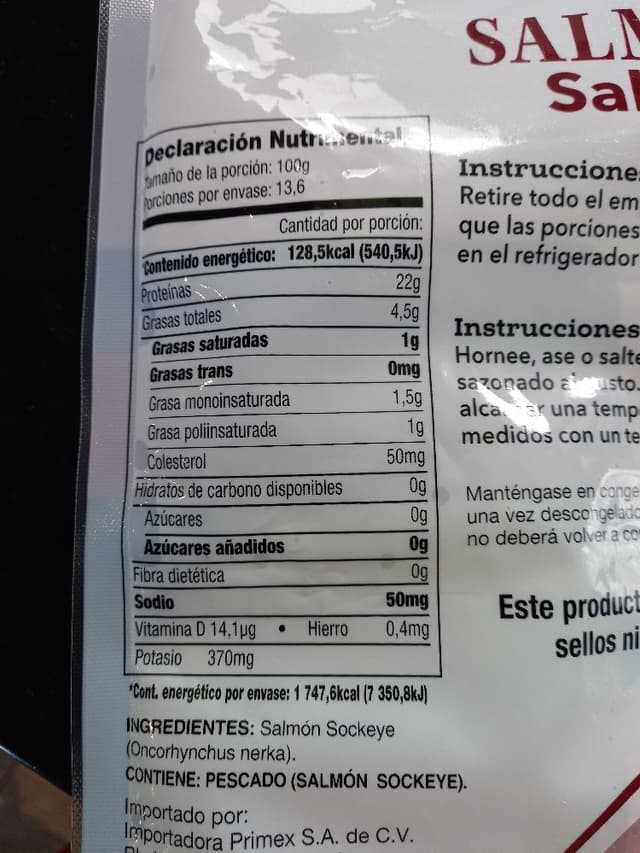 SALM
Sal
Declaración Nutrimental
Tamaño de la porción: 100g
Porciones por envase: 13,6
Cantidad por porción:
Contenido energético: 128,5kcal (540,5kJ)
Proteínas 22g
Grasas totales 4,5g
Grasas saturadas 1g
Grasas trans 0mg
Grasa monoinsaturada 1,5g
Grasa poliinsaturada 1g
Colesterol 50mg
Hidratos de carbono disponibles 0g
Azúcares 0g
Azúcares añadidos 0g
Fibra dietética 0g
Sodio 50mg
Vitamina D 14,1µg • Hierro 0,4mg
Potasio 370mg
*Cont. energético por envase: 1 747,6kcal (7 350,8kJ)
INGREDIENTES: Salmón Sockeye
(Oncorhynchus nerka).
CONTIENE: PESCADO (SALMÓN SOCKEYE).
Importado por:
Importadora Primex S.A. de C.V.
Instruccione
Retire todo el em
que las porciones
en el refrigerador
Instrucciones
Hornee, ase o salte
sazonado al gusto.
alcanzar una temp
medidos con un te
Manténgase en conge
una vez descongelado
no deberá volver a co
Este product
sellos ni